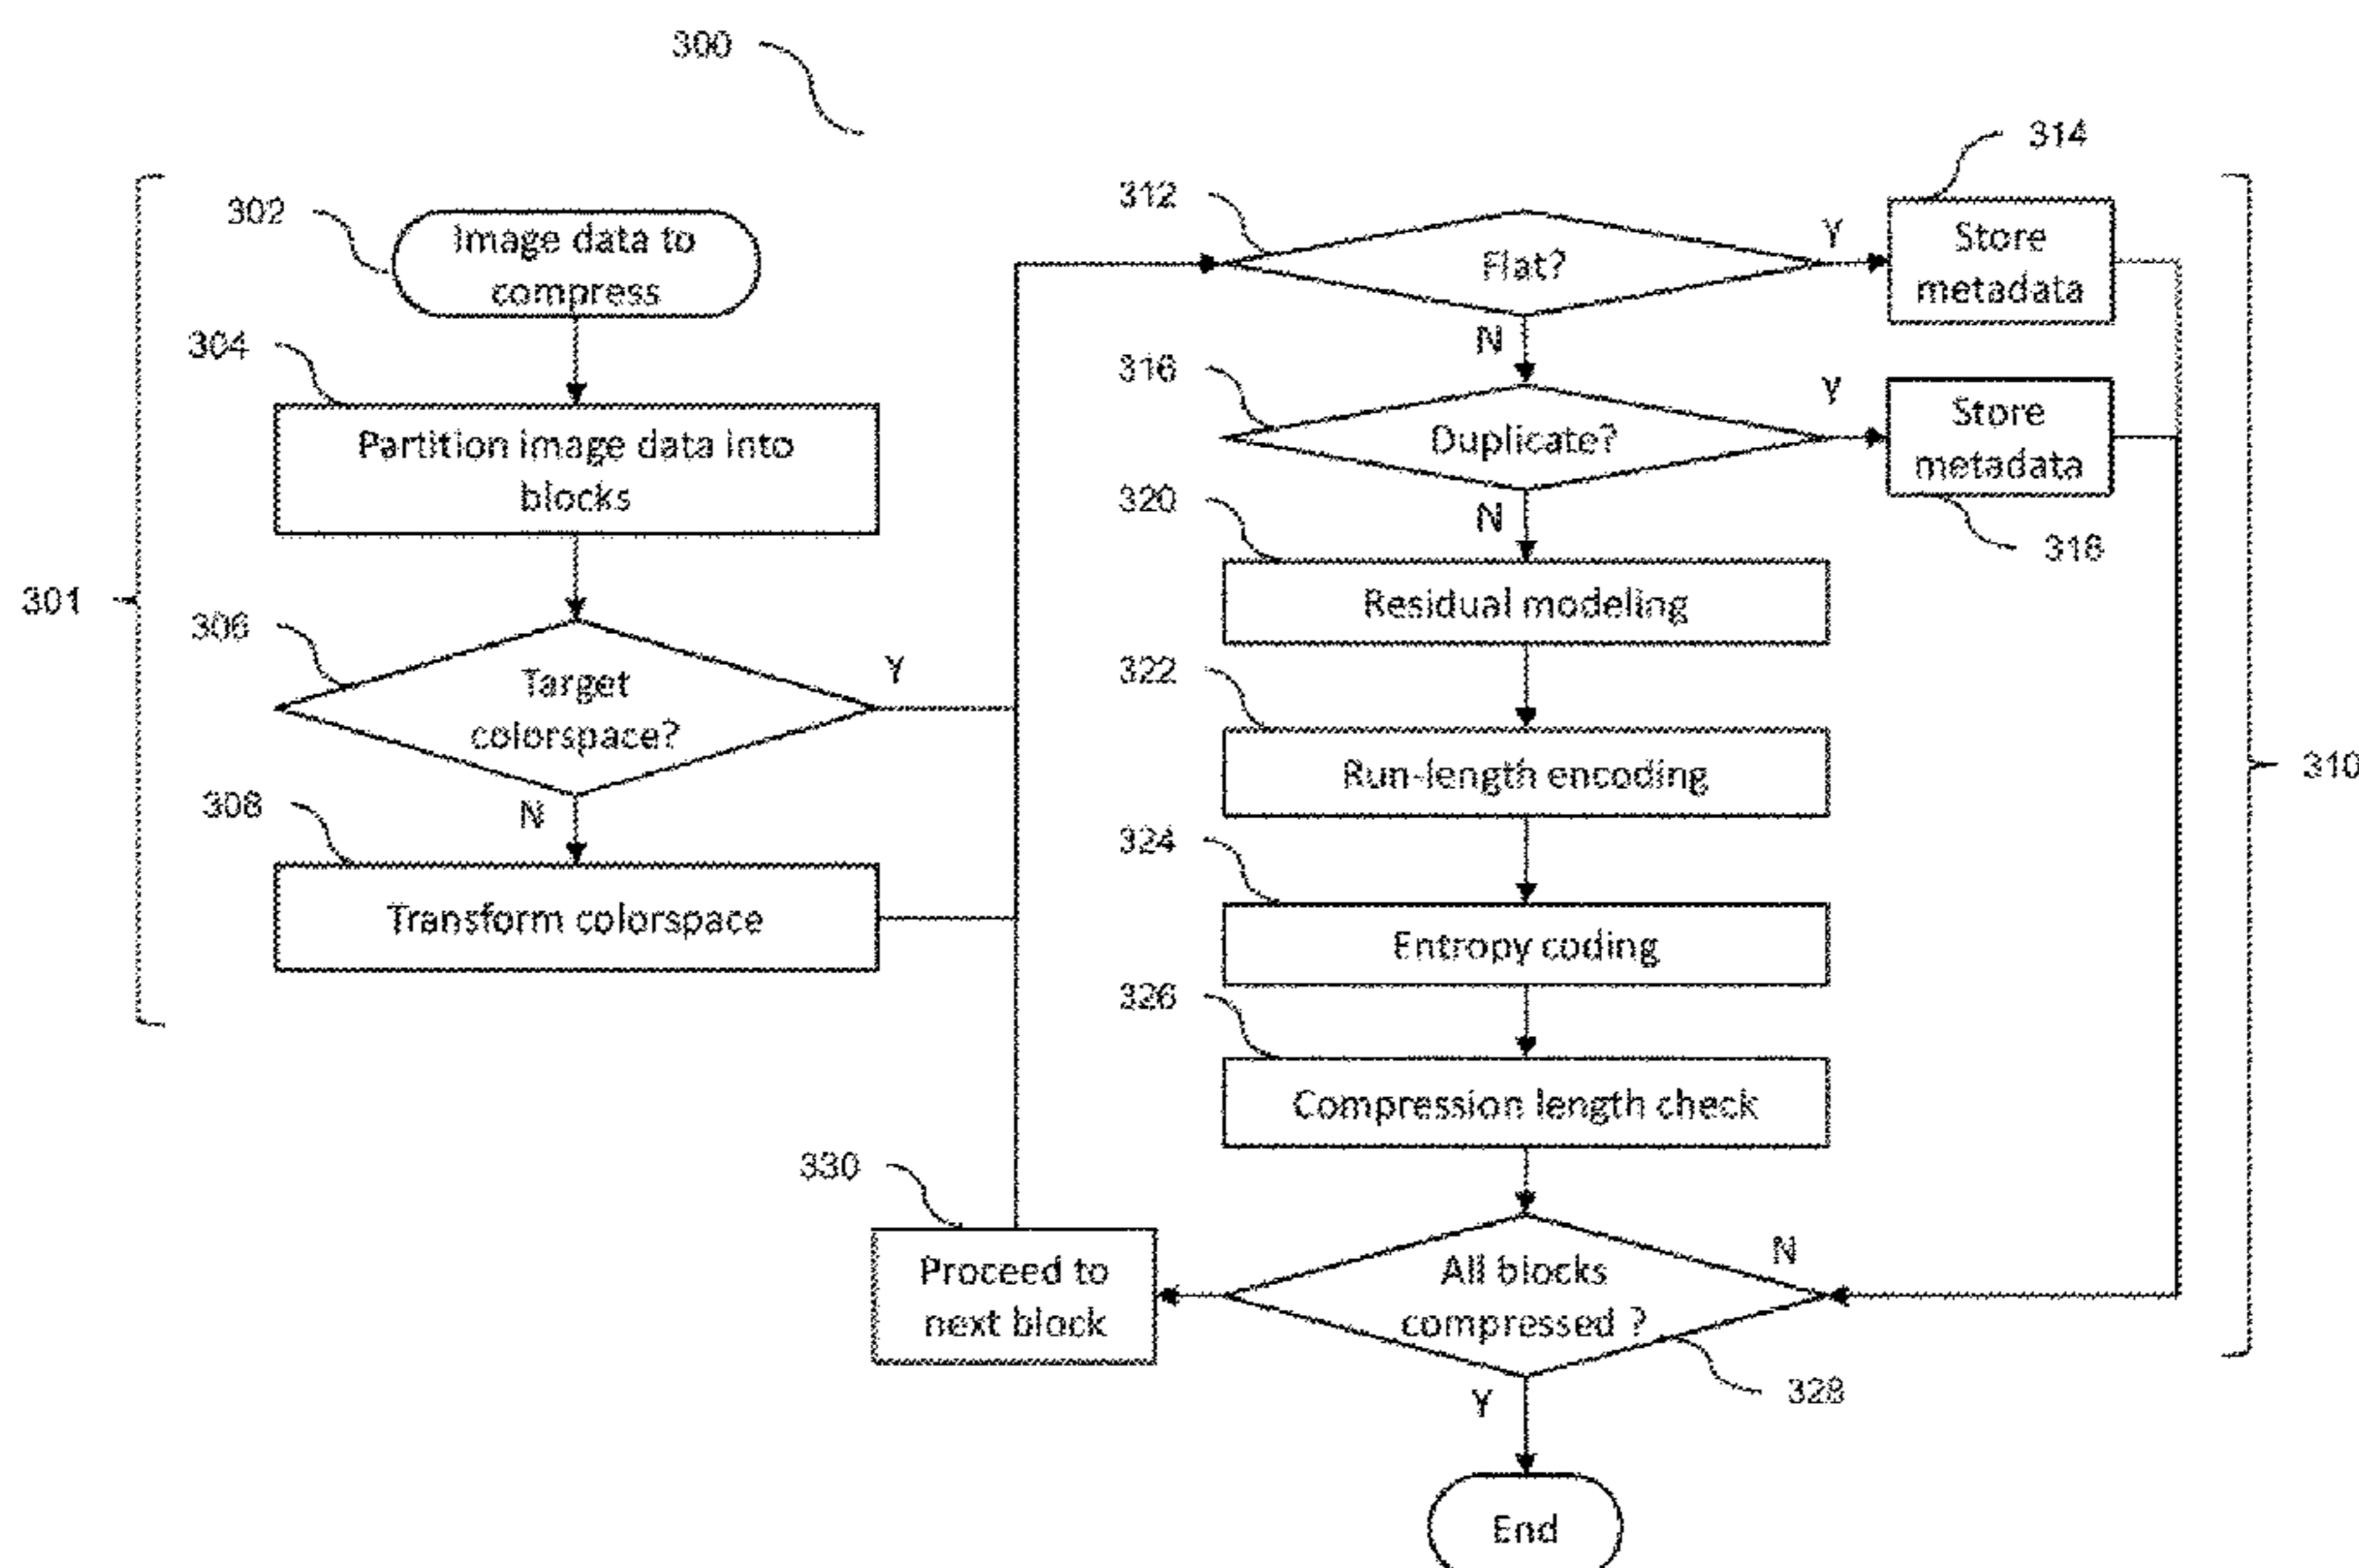 300
302
Image data to
compress
304
Partition image data into
blocks
301
306
Target
colorspace?
Y
N
308
Transform colorspace
312
Flat?
Y
314
Store
metadata
N
316
Duplicate?
Y
Store
metadata
318
N
320
Residual modeling
322
Run-length encoding
310
324
Entropy coding
326
Compression length check
330
Proceed to
next block
All blocks
compressed ?
N
328
Y
End